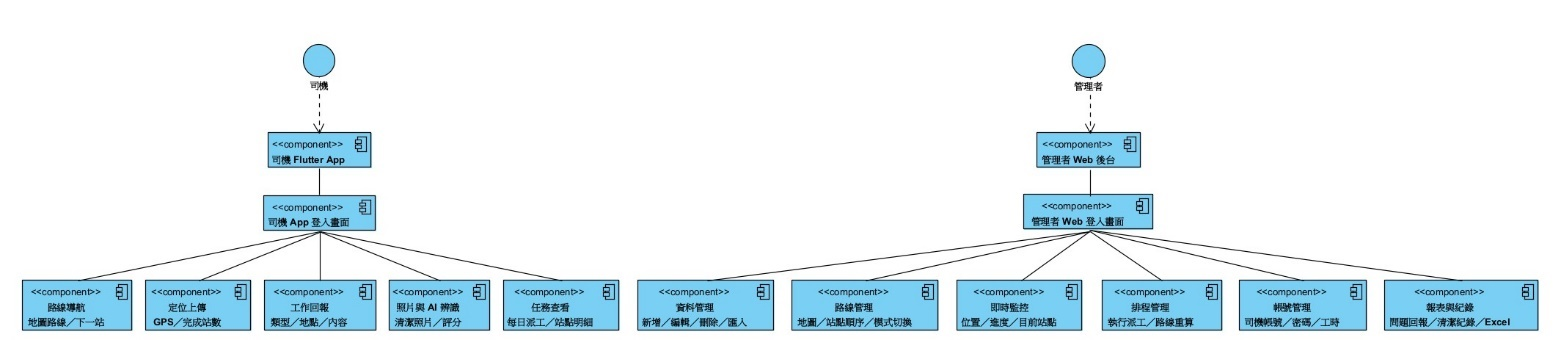 司機
管理者
<<component>>
司機 Flutter App
<<component>>
管理者 Web 後台
<<component>>
司機 App 登入畫面
<<component>>
管理者 Web 登入畫面
<<component>>
路線導航
地圖路線／下一站
<<component>>
定位上傳
GPS／完成站數
<<component>>
工作回報
類型／地點／內容
<<component>>
照片與 AI 辨識
清潔照片／評分
<<component>>
任務查看
每日派工／站點明細
<<component>>
資料管理
新增／編輯／刪除／匯入
<<component>>
路線管理
地圖／站點順序／模式切換
<<component>>
即時監控
位置／進度／目前站點
<<component>>
排程管理
執行派工／路線重算
<<component>>
帳號管理
司機帳號／密碼／工時
<<component>>
報表與紀錄
問題回報／清潔紀錄／Excel